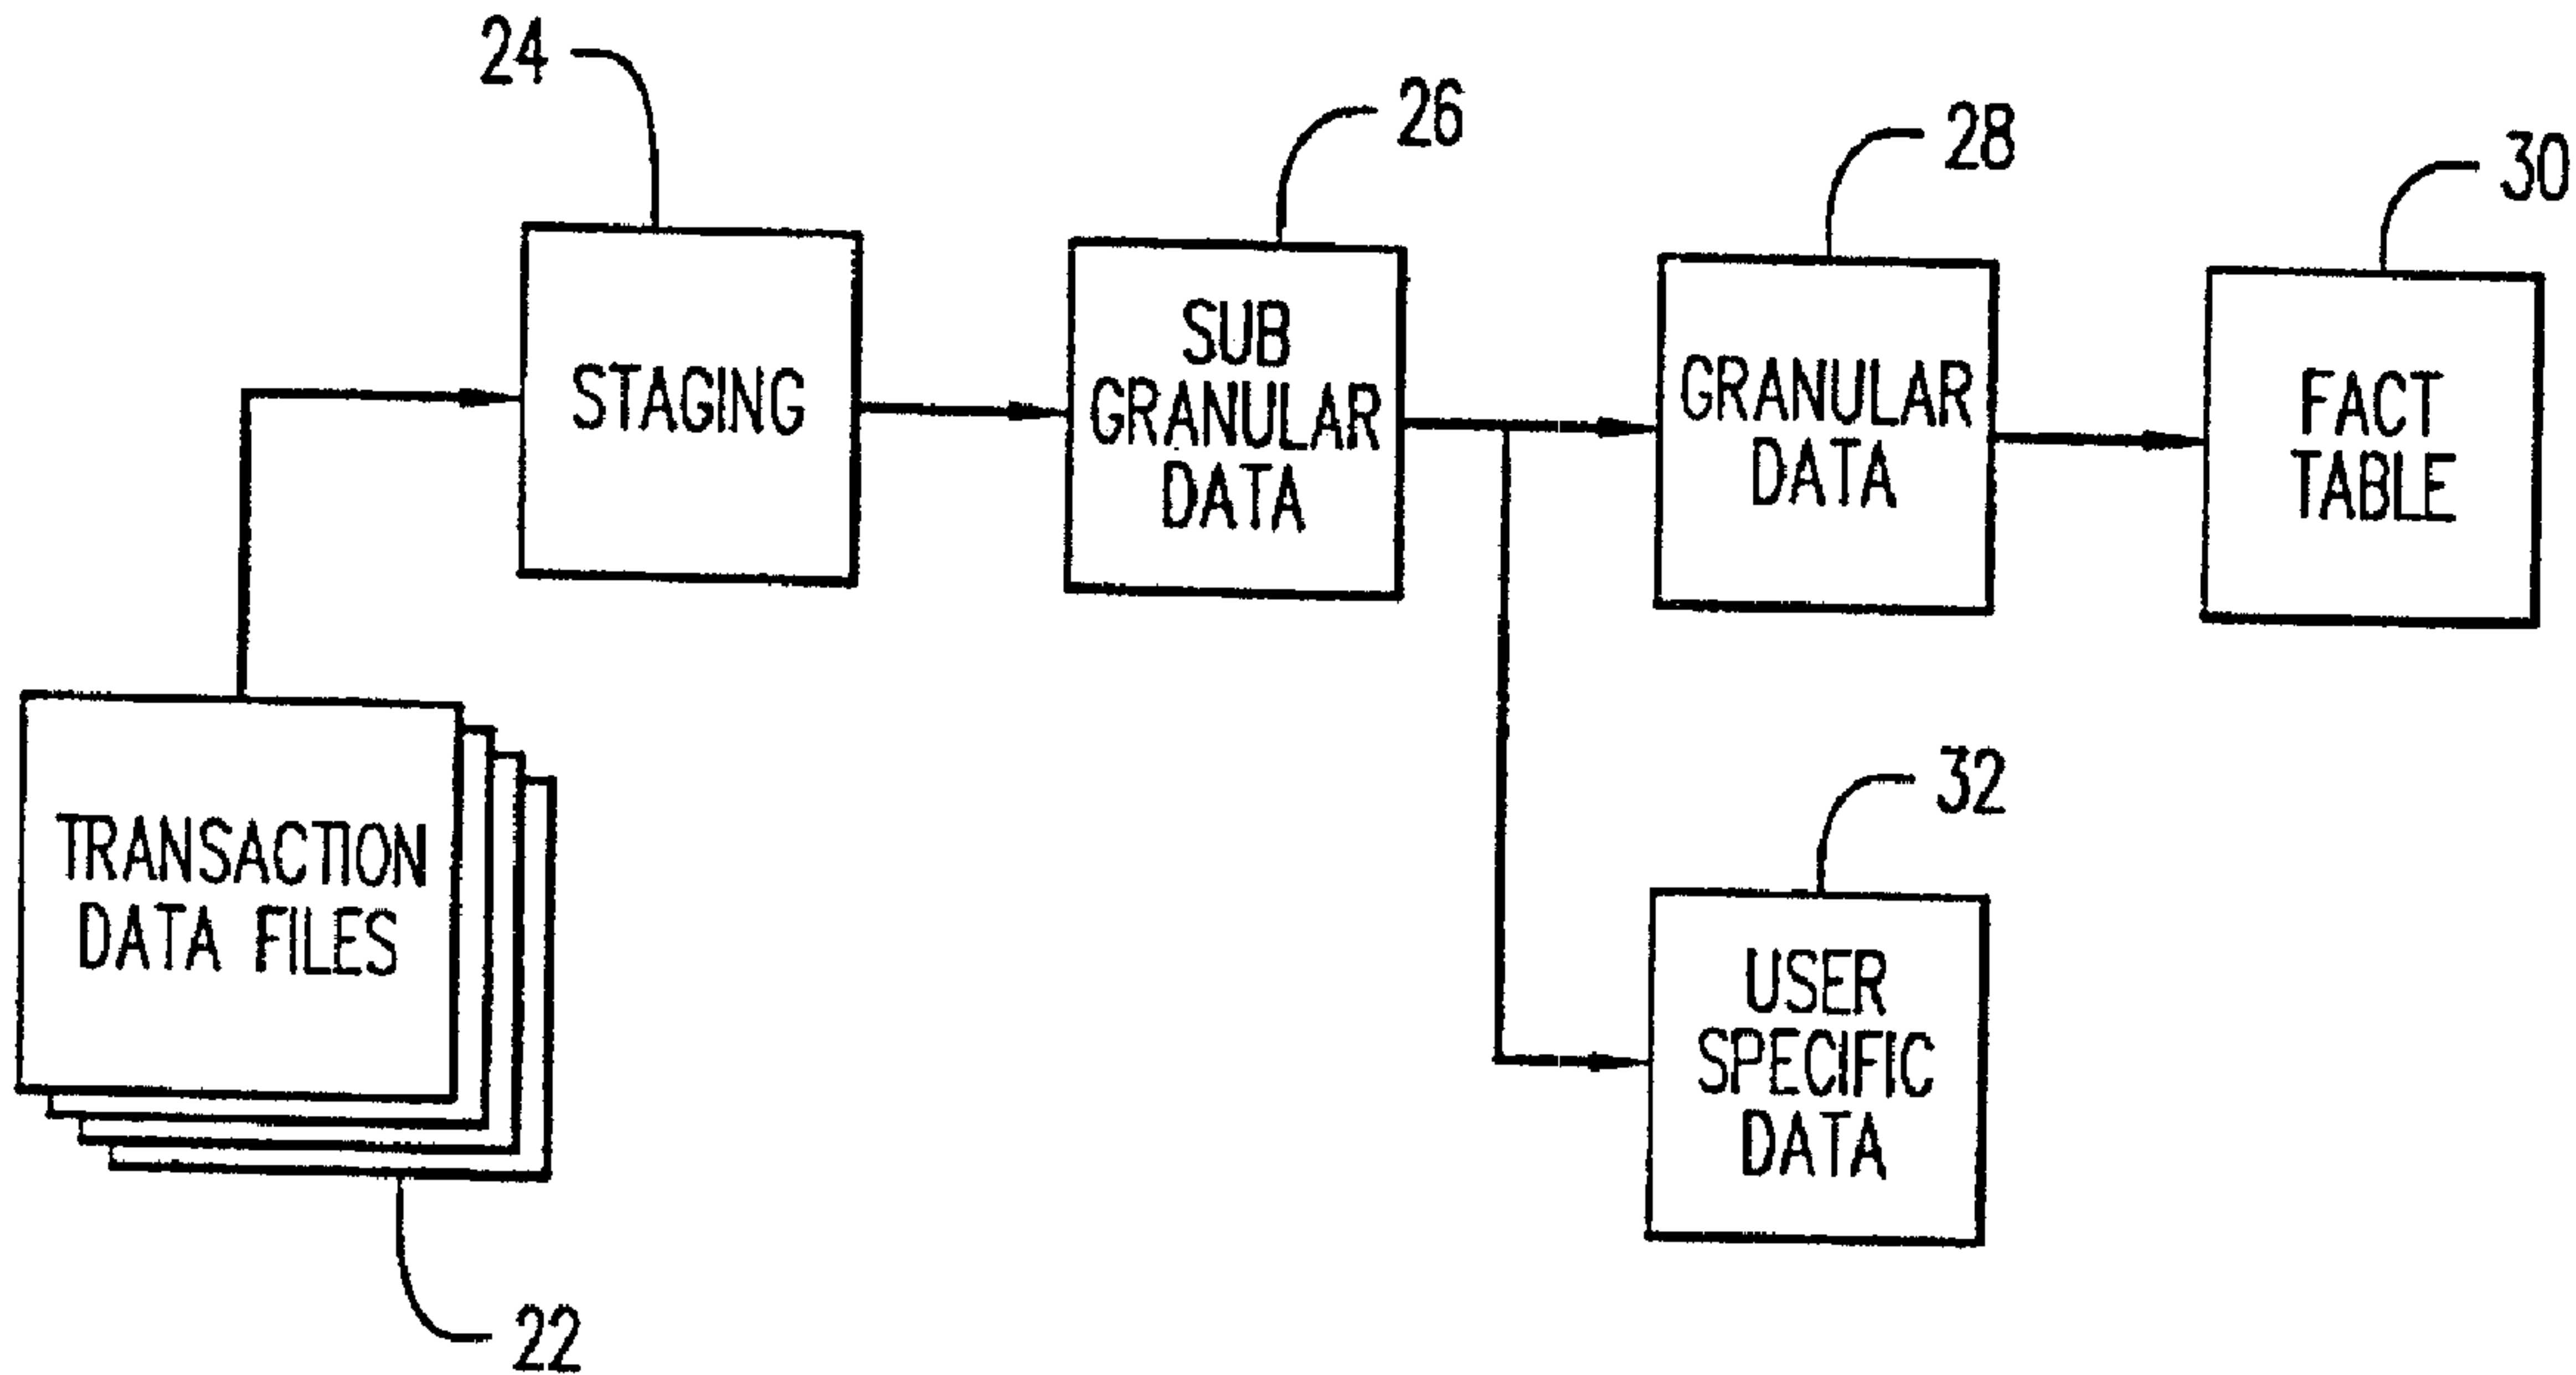 24
26
28
30
STAGING
SUB
GRANULAR
DATA
GRANULAR
DATA
FACT
TABLE
TRANSACTION
DATA FILES
32
USER
SPECIFIC
DATA
22